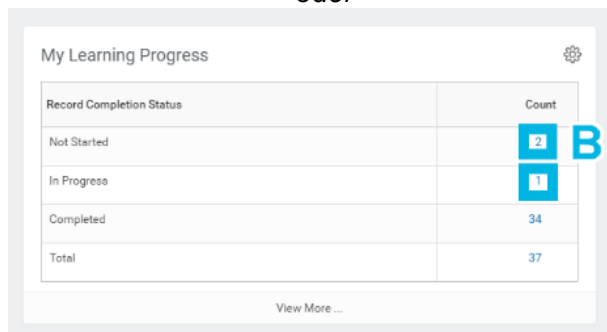 oder
My Learning Progress
Record Completion Status Count
Not Started 2 B
In Progress 1
Completed 34
Total 37
View More ...